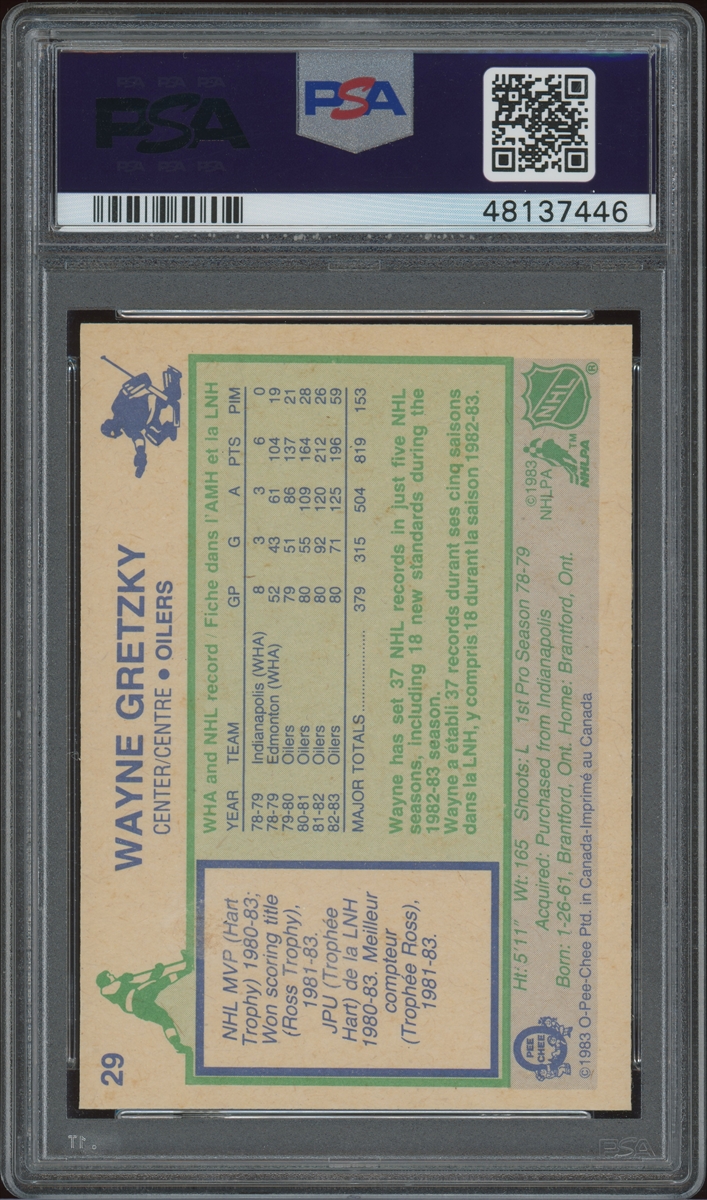 PSA PSA PSA
PSA
PSA PSA PSA
PSA
48137446
29
WAYNE GRETZKY
CENTER/CENTRE • OILERS
NHL MVP (Hart
Trophy) 1980-83;
Won scoring title
(Ross Trophy),
1981-83.
JPU (Trophée
Hart) de la LNH
1980-83. Meilleur
compteur
(Trophée Ross),
1981-83.
WHA and NHL record / Fiche dans l'AMH et la LNH
YEAR TEAM GP G A PTS PIM
78-79 Indianapolis (WHA) 8 3 3 6 0
78-79 Edmonton (WHA) 52 43 61 104 19
79-80 Oilers 79 51 86 137 21
80-81 Oilers 80 55 109 164 28
81-82 Oilers 80 92 120 212 26
82-83 Oilers 80 71 125 196 59
MAJOR TOTALS .................. 379 315 504 819 153
Wayne has set 37 NHL records in just five NHL
seasons, including 18 new standards during the
1982-83 season.
Wayne a établi 37 records durant ses cinq saisons
dans la LNH, y compris 18 durant la saison 1982-83.
Ht: 5'11" Wt: 165 Shoots: L 1st Pro Season 78-79
Acquired: Purchased from Indianapolis
Born: 1-26-61, Brantford, Ont. Home: Brantford, Ont.
©1983 O-Pee-Chee Ptd. in Canada-Imprimé au Canada
O PEE CHEE
©1983
NHLPA
NHLPA
TM
NHL
®
PSA